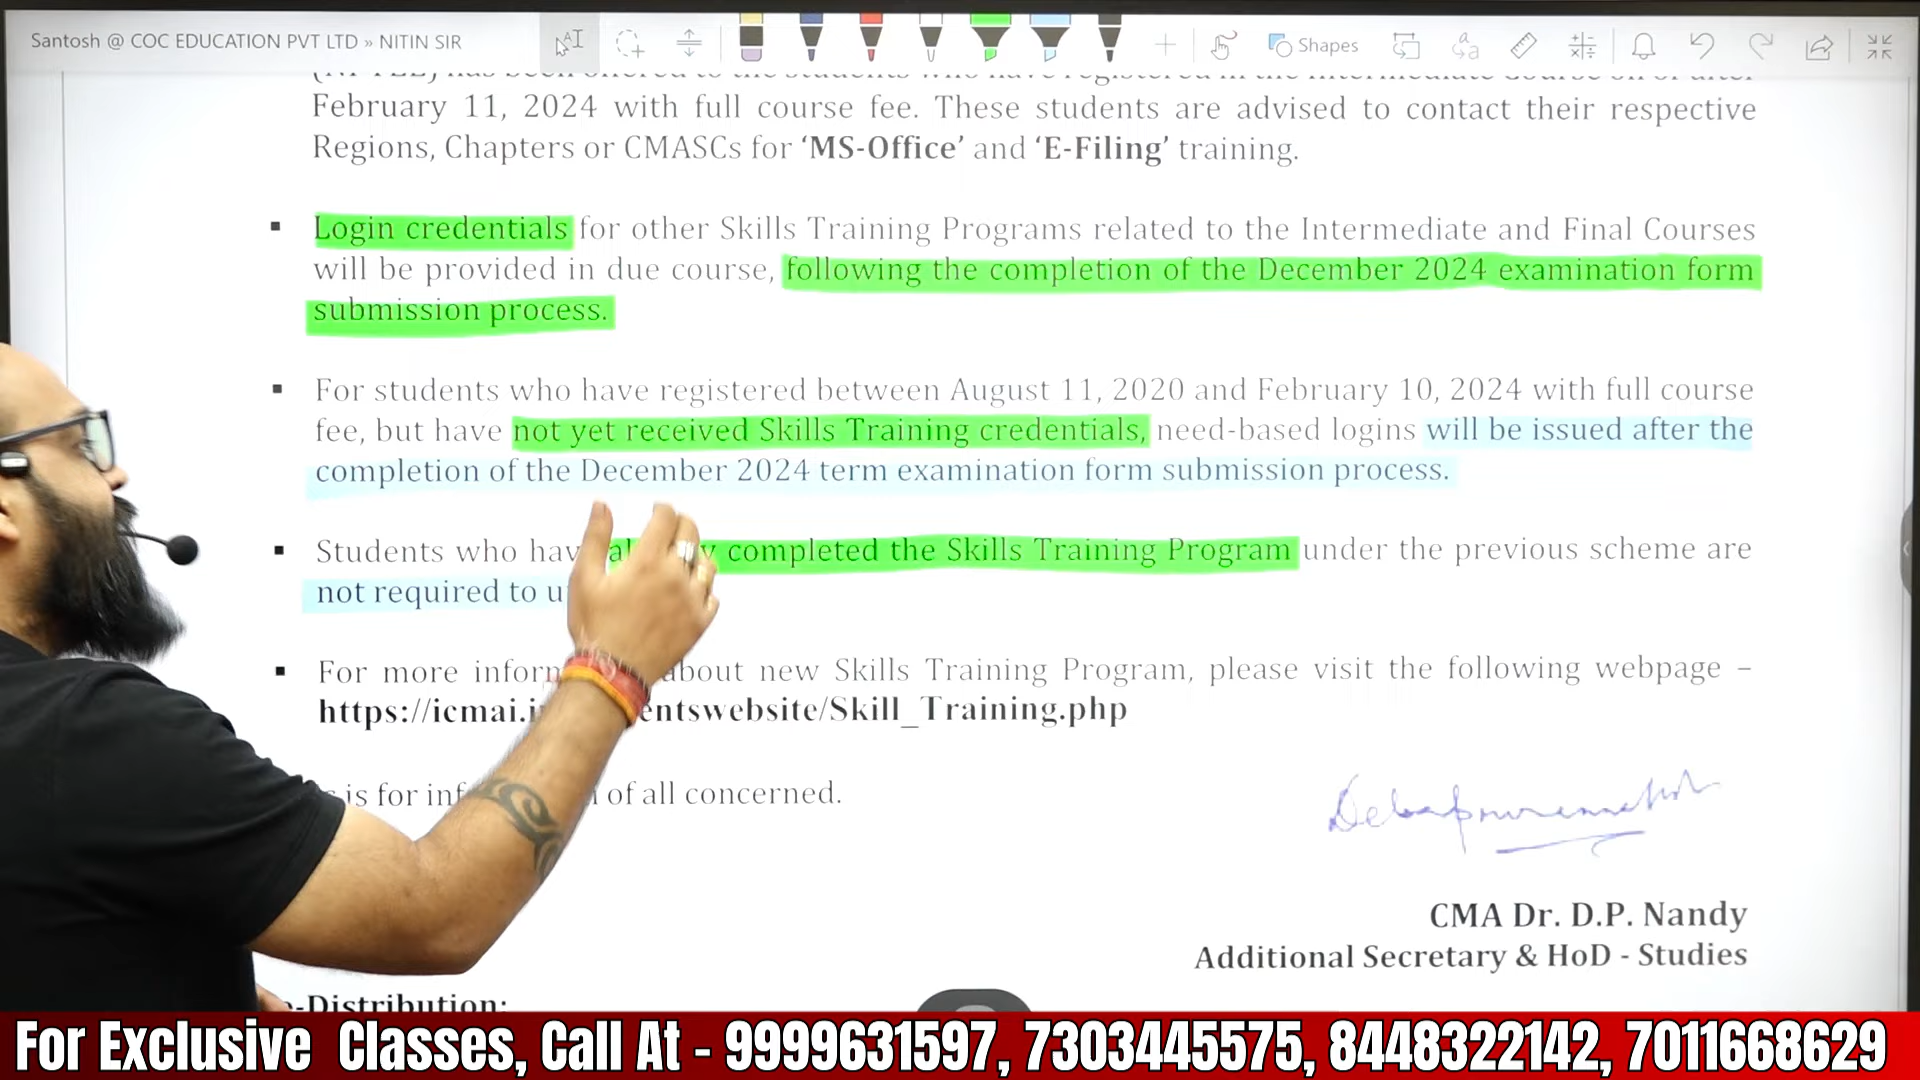 Santosh @ COC EDUCATION PVT LTD » NITIN SIR
Shapes
February 11, 2024 with full course fee. These students are advised to contact their respective
Regions, Chapters or CMASCs for ‘MS-Office’ and ‘E-Filing’ training.
▪ Login credentials for other Skills Training Programs related to the Intermediate and Final Courses
will be provided in due course, following the completion of the December 2024 examination form
submission process.
▪ For students who have registered between August 11, 2020 and February 10, 2024 with full course
fee, but have not yet received Skills Training credentials, need-based logins will be issued after the
completion of the December 2024 term examination form submission process.
▪ Students who completed the Skills Training Program under the previous scheme are
not required to
▪ For more about new Skills Training Program, please visit the following webpage –
https://icmai.i entswebsite/Skill_Training.php
is for of all concerned.
CMA Dr. D.P. Nandy
Additional Secretary & HoD - Studies
-Distribution:
For Exclusive Classes, Call At - 9999631597, 7303445575, 8448322142, 7011668629